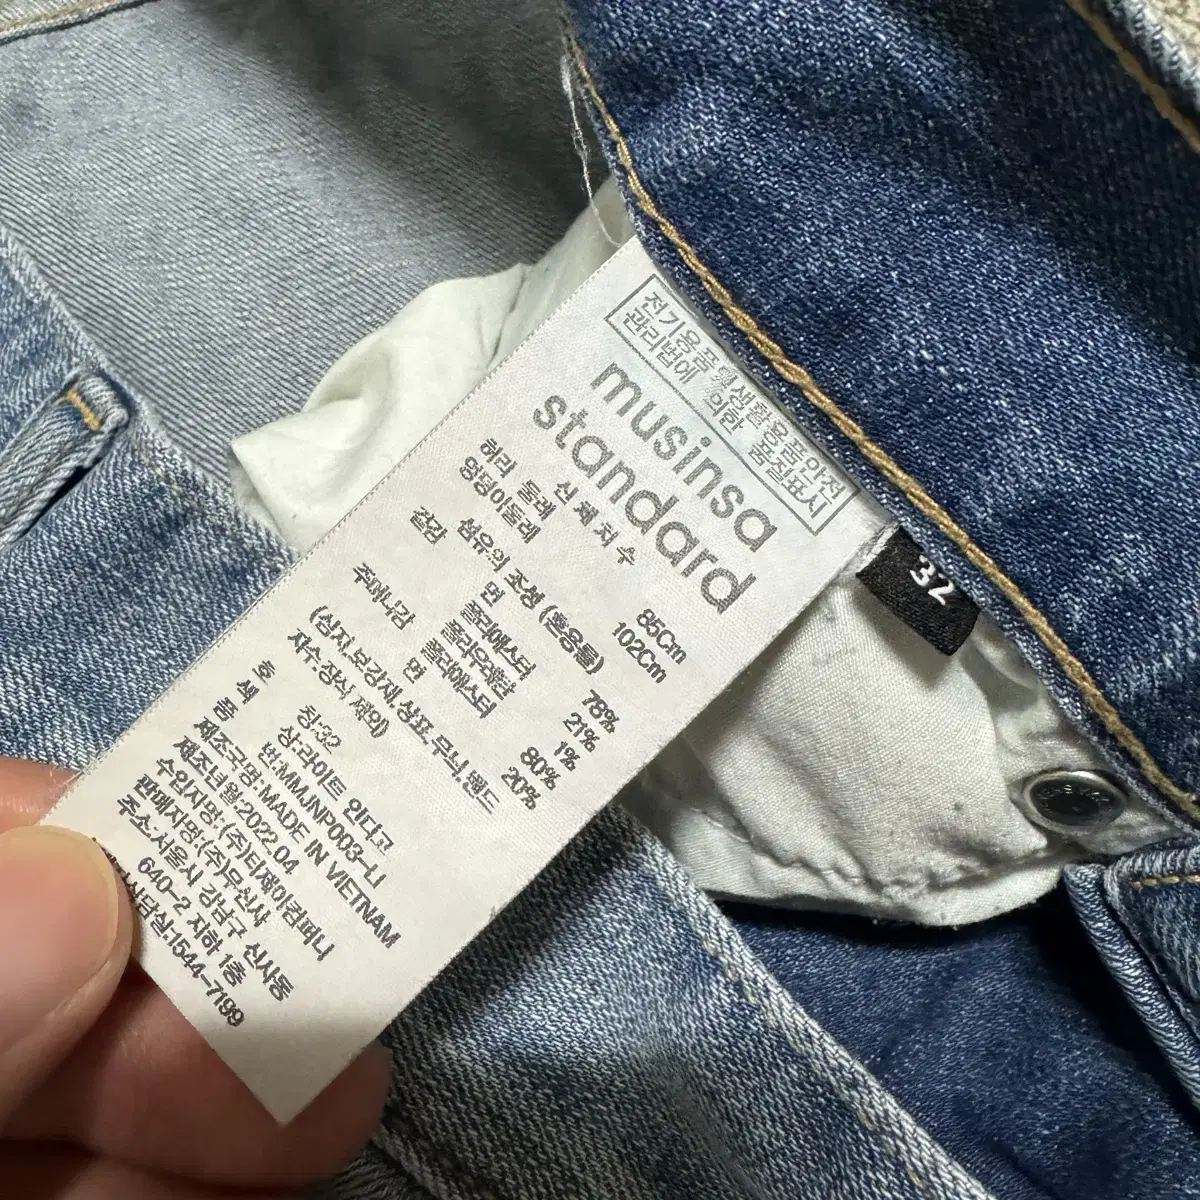 전기용품 및 생활용품안전
관리법에 의한 품질표시
musinsa
standard
신체치수
허리 둘레 85Cm
엉덩이둘레 102Cm
섬유의 조성 (혼용률)
겉감 면 78%
폴리에스터 21%
폴리우레탄 1%
주머니감 면 80%
폴리에스터 20%
(심지, 보강재, 상표, 무늬, 밴드
자수, 장식 제외)
호 칭:32
색 상:라이트 인디고
품 번:MMJNP003-LI
제조국명:MADE IN VIETNAM
제조년월:2022.04
수입자명:(주)티제이컴퍼니
판매자명:(주)무신사
주소:서울시 강남구 신사동
640-2 지하 1층
상담실:1544-7199
32